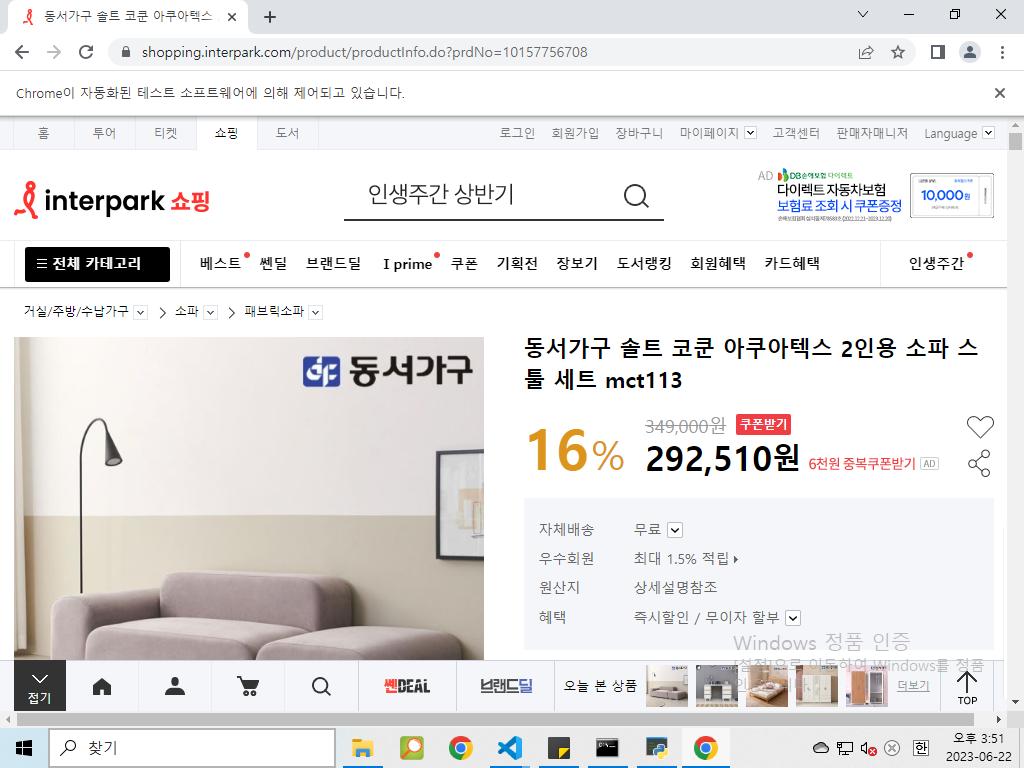 동서가구 솔트 코쿤 아쿠아텍스
shopping.interpark.com/product/productInfo.do?prdNo=10157756708
Chrome이 자동화된 테스트 소프트웨어에 의해 제어되고 있습니다.
홈 투어 티켓 쇼핑 도서 로그인 회원가입 장바구니 마이페이지 고객센터 판매자매니저 Language
interpark 쇼핑
인생주간 상반기
AD DB손해보험 다이렉트
다이렉트 자동차보험
보험료 조회 시 쿠폰증정
10,000원
전체 카테고리 베스트 쎈딜 브랜드딜 I prime 쿠폰 기획전 장보기 도서랭킹 회원혜택 카드혜택 인생주간
거실/주방/수납가구 소파 패브릭소파
동서가구
동서가구 솔트 코쿤 아쿠아텍스 2인용 소파 스
툴 세트 mct113
16% 349,000원 쿠폰받기
292,510원 6천원 중복쿠폰받기 AD
자체배송 무료
우수회원 최대 1.5% 적립
원산지 상세설명참조
혜택 즉시할인 / 무이자 할부
Windows 정품 인증
[설정]으로 이동하여 Windows를 정품
접기 쎈DEAL 브랜드딜 오늘 본 상품 더보기 TOP
찾기
한
오후 3:51
2023-06-22